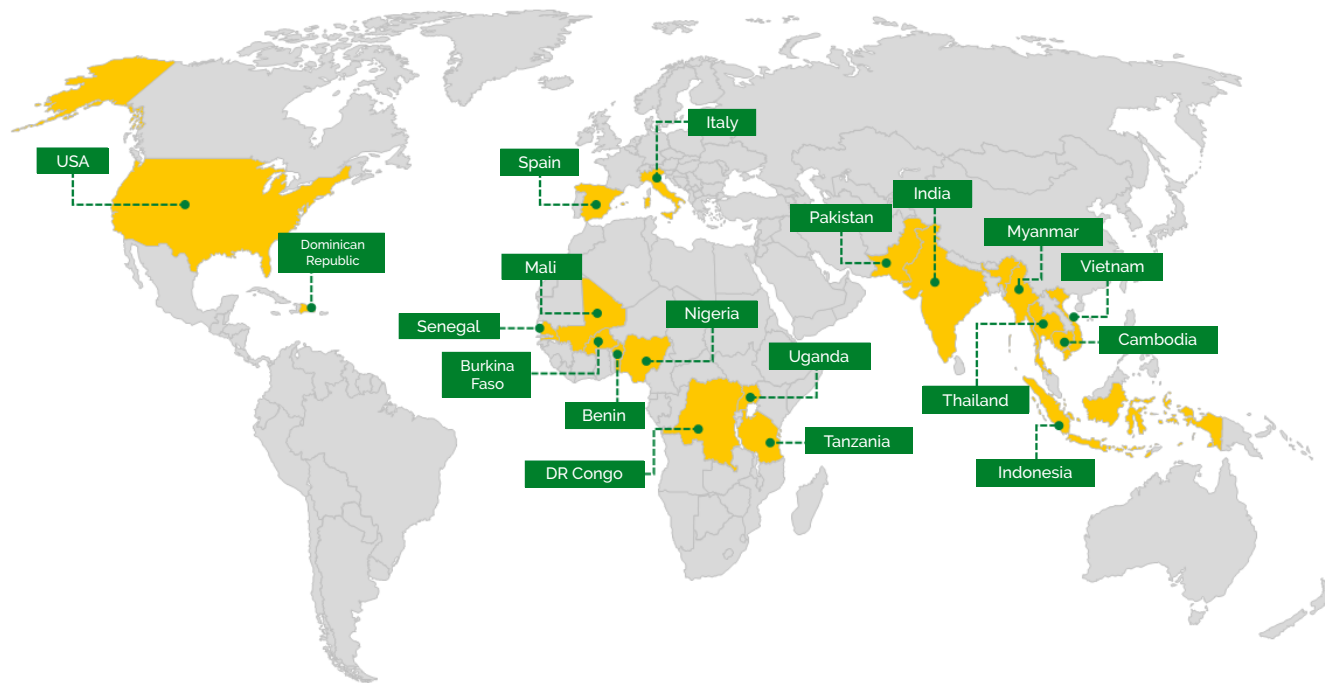 Italy
USA
Spain
India
Pakistan
Myanmar
Dominican
Republic
Mali
Vietnam
Nigeria
Senegal
Cambodia
Burkina
Faso
Uganda
Thailand
Benin
Tanzania
DR Congo
Indonesia